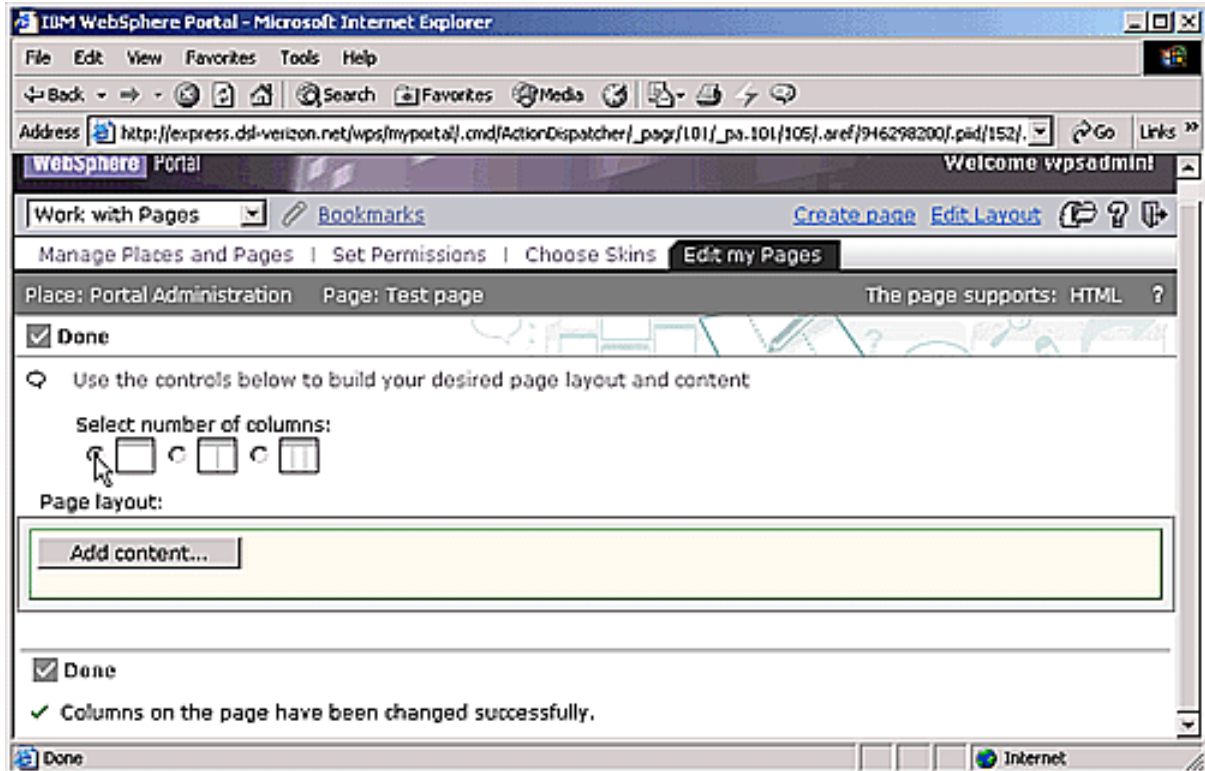 IBM WebSphere Portal - Microsoft Internet Explorer
File Edit View Favorites Tools Help
Back Search Favorites Media
Address http://express.dsl-verizon.net/wps/myportal/.cmd/ActionDispatcher/_pagr/101/_pa.101/105/.aref/946298200/.piid/152/. Go Links »
WebSphere Portal Welcome wpsadmin!
Work with Pages Bookmarks Create page Edit Layout
Manage Places and Pages | Set Permissions | Choose Skins Edit my Pages
Place: Portal Administration Page: Test page The page supports: HTML ?
Done
Use the controls below to build your desired page layout and content
Select number of columns:
Page layout:
Add content...
Done
Columns on the page have been changed successfully.
Done Internet